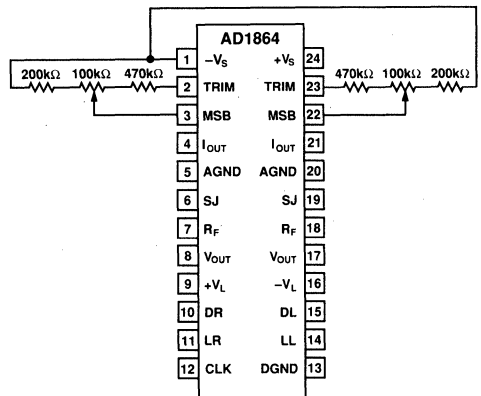 AD1864
1 −VS +VS 24
200kΩ 100kΩ 470kΩ 2 TRIM TRIM 23 470kΩ 100kΩ 200kΩ
3 MSB MSB 22
4 IOUT IOUT 21
5 AGND AGND 20
6 SJ SJ 19
7 RF RF 18
8 VOUT VOUT 17
9 +VL −VL 16
10 DR DL 15
11 LR LL 14
12 CLK DGND 13